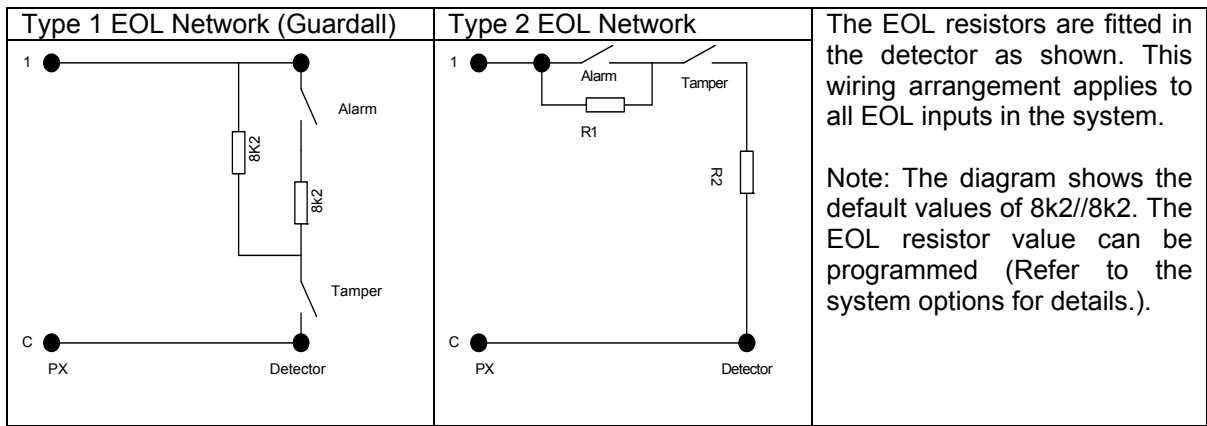 Type 1 EOL Network (Guardall)
1
Alarm
8K2
8k2
Tamper
C
PX
Detector
Type 2 EOL Network
1
Alarm
Tamper
R1
R2
C
PX
Detector
The EOL resistors are fitted in
the detector as shown. This
wiring arrangement applies to
all EOL inputs in the system.
Note: The diagram shows the
default values of 8k2//8k2. The
EOL resistor value can be
programmed (Refer to the
system options for details.).